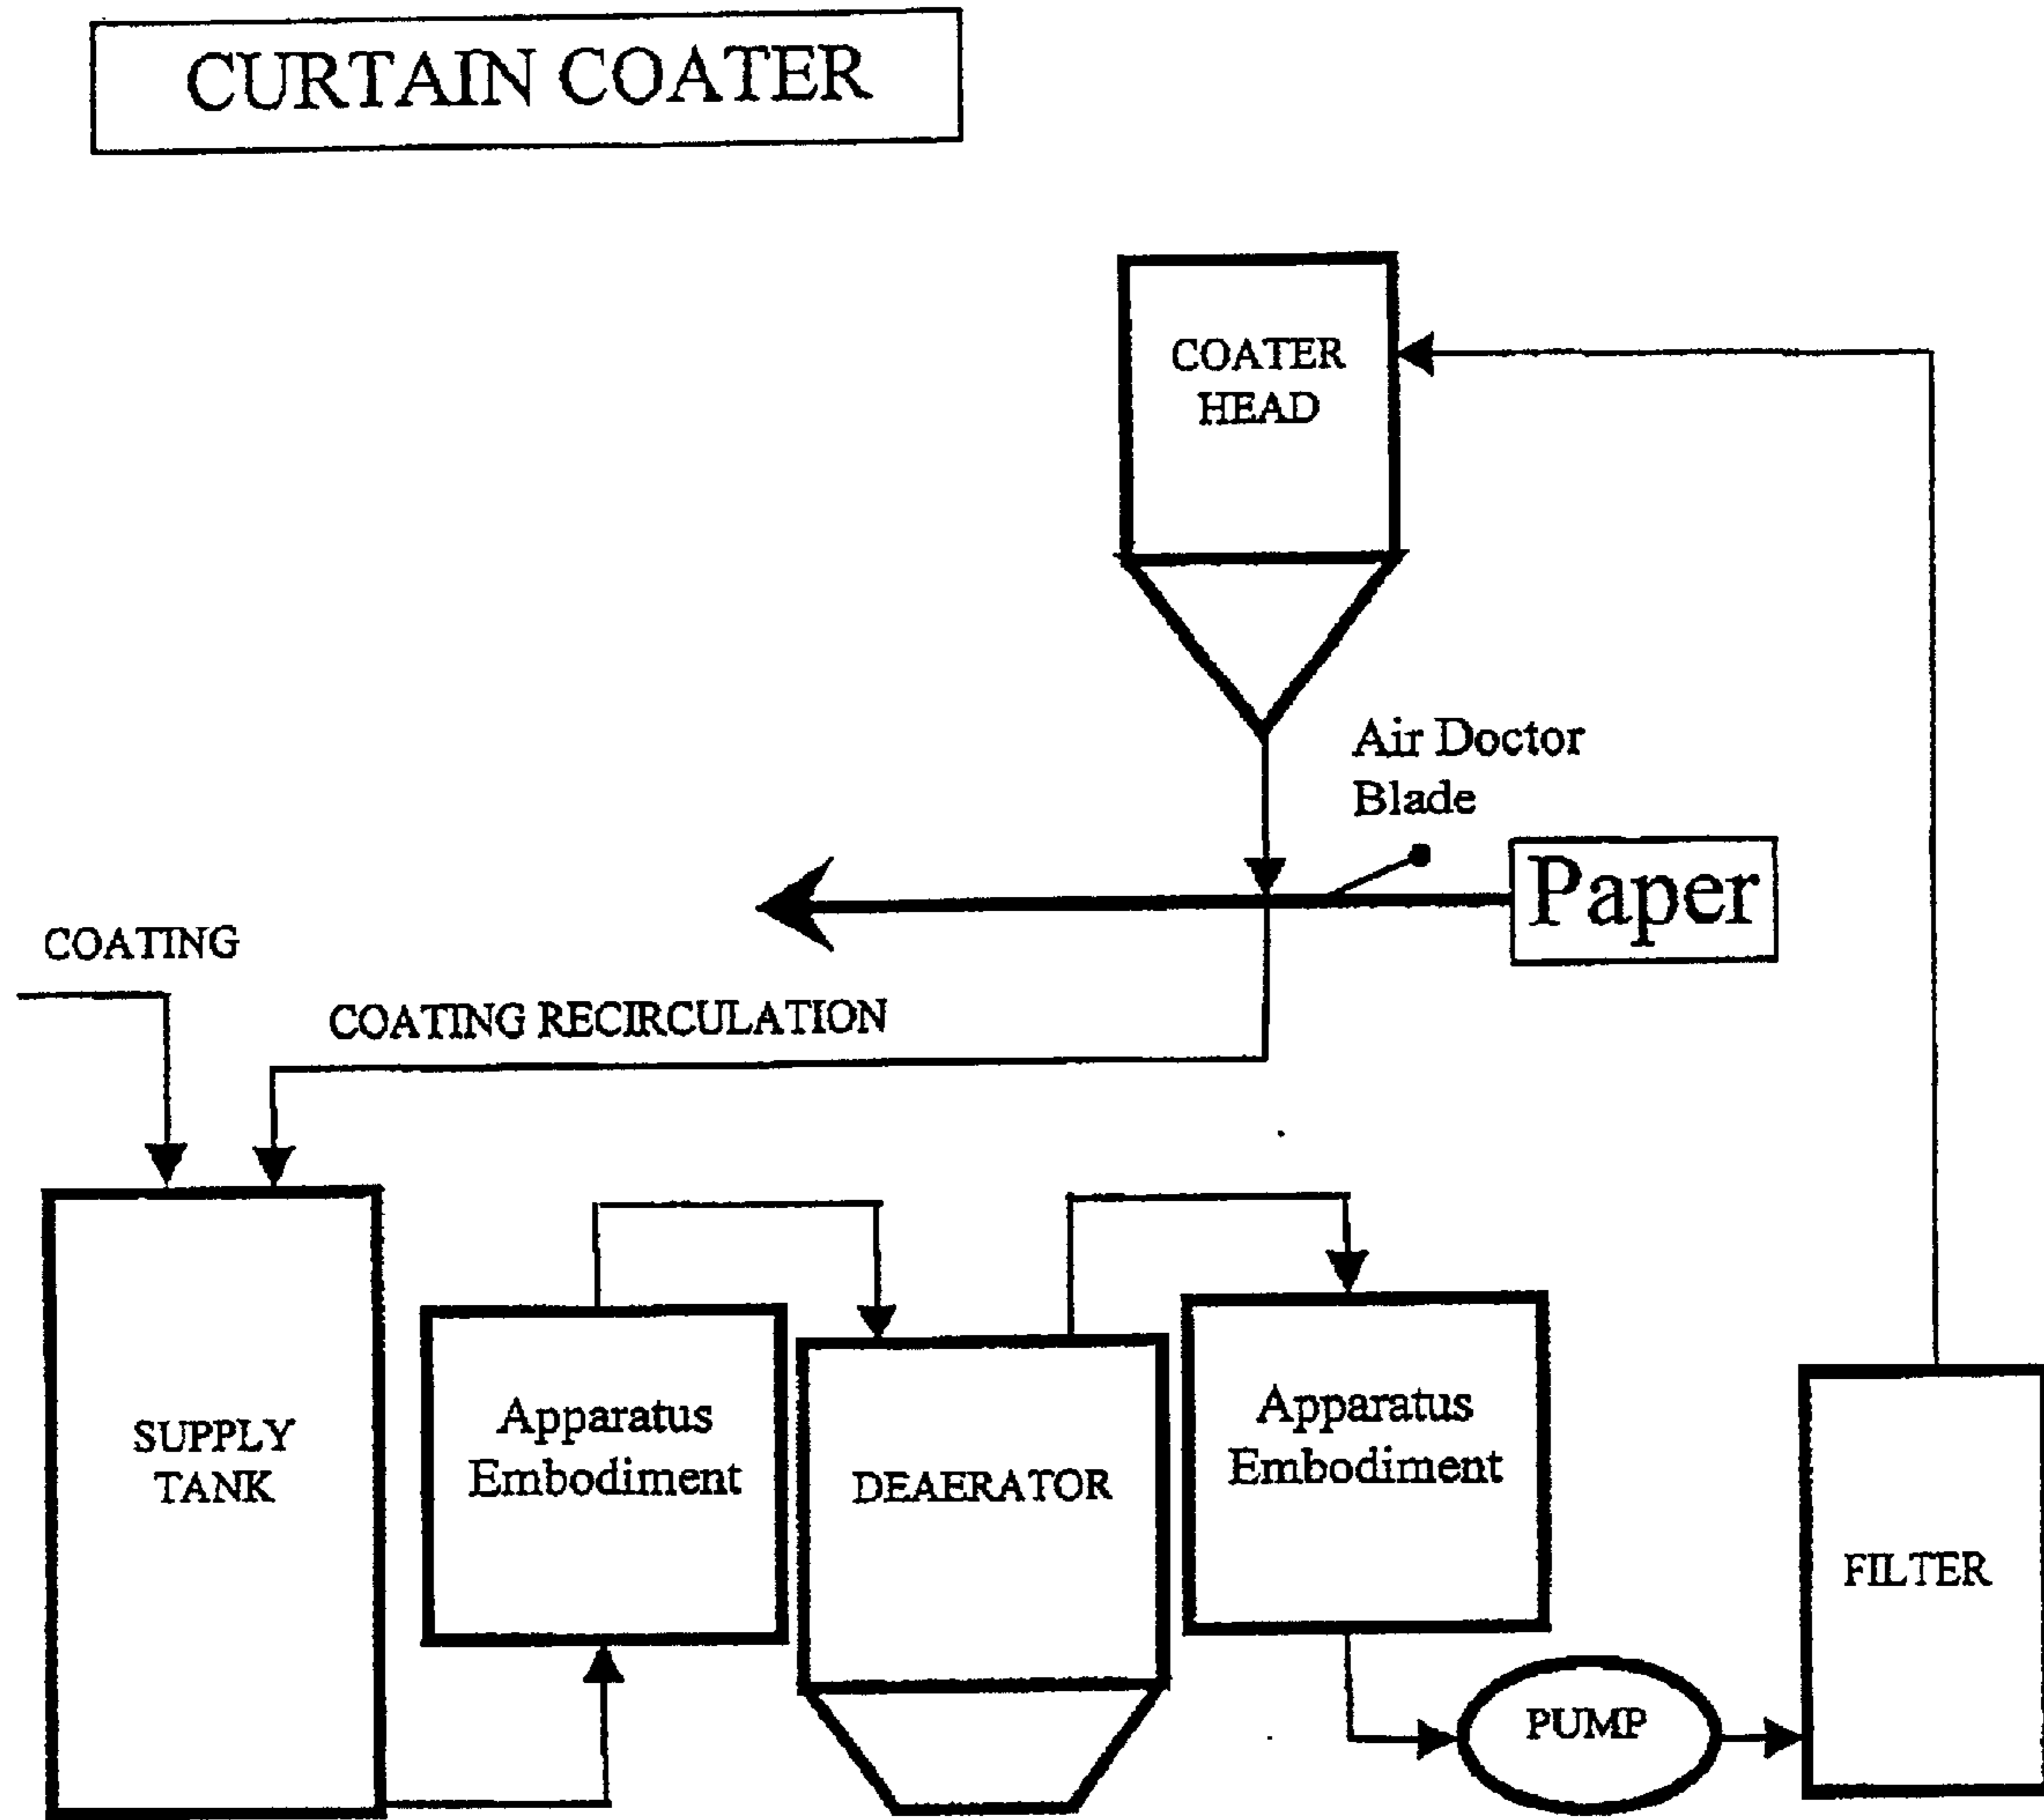 CURTAIN COATER
COATER
HEAD
Air Doctor
Blade
Paper
COATING
COATING RECIRCULATION
SUPPLY
TANK
Apparatus
Embodiment
DEAERATOR
Apparatus
Embodiment
FILTER
PUMP